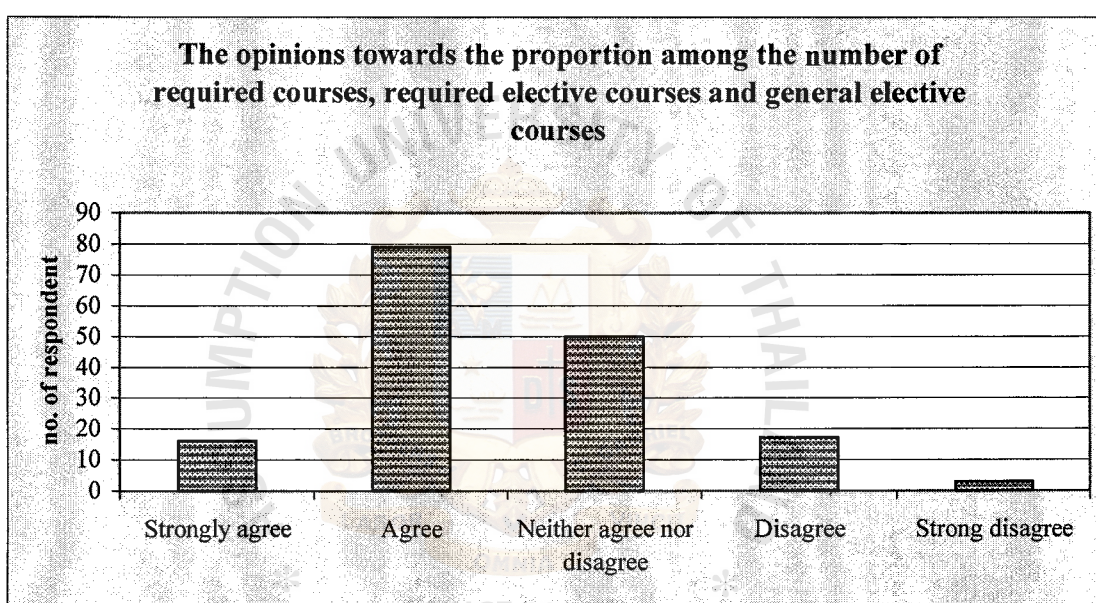 The opinions towards the proportion among the number of
required courses, required elective courses and general elective
courses
no. of respondent
90
80
70
60
50
40
30
20
10
0
Strongly agree
Agree
Neither agree nor
disagree
Disagree
Strong disagree
UNIVERSITY OF